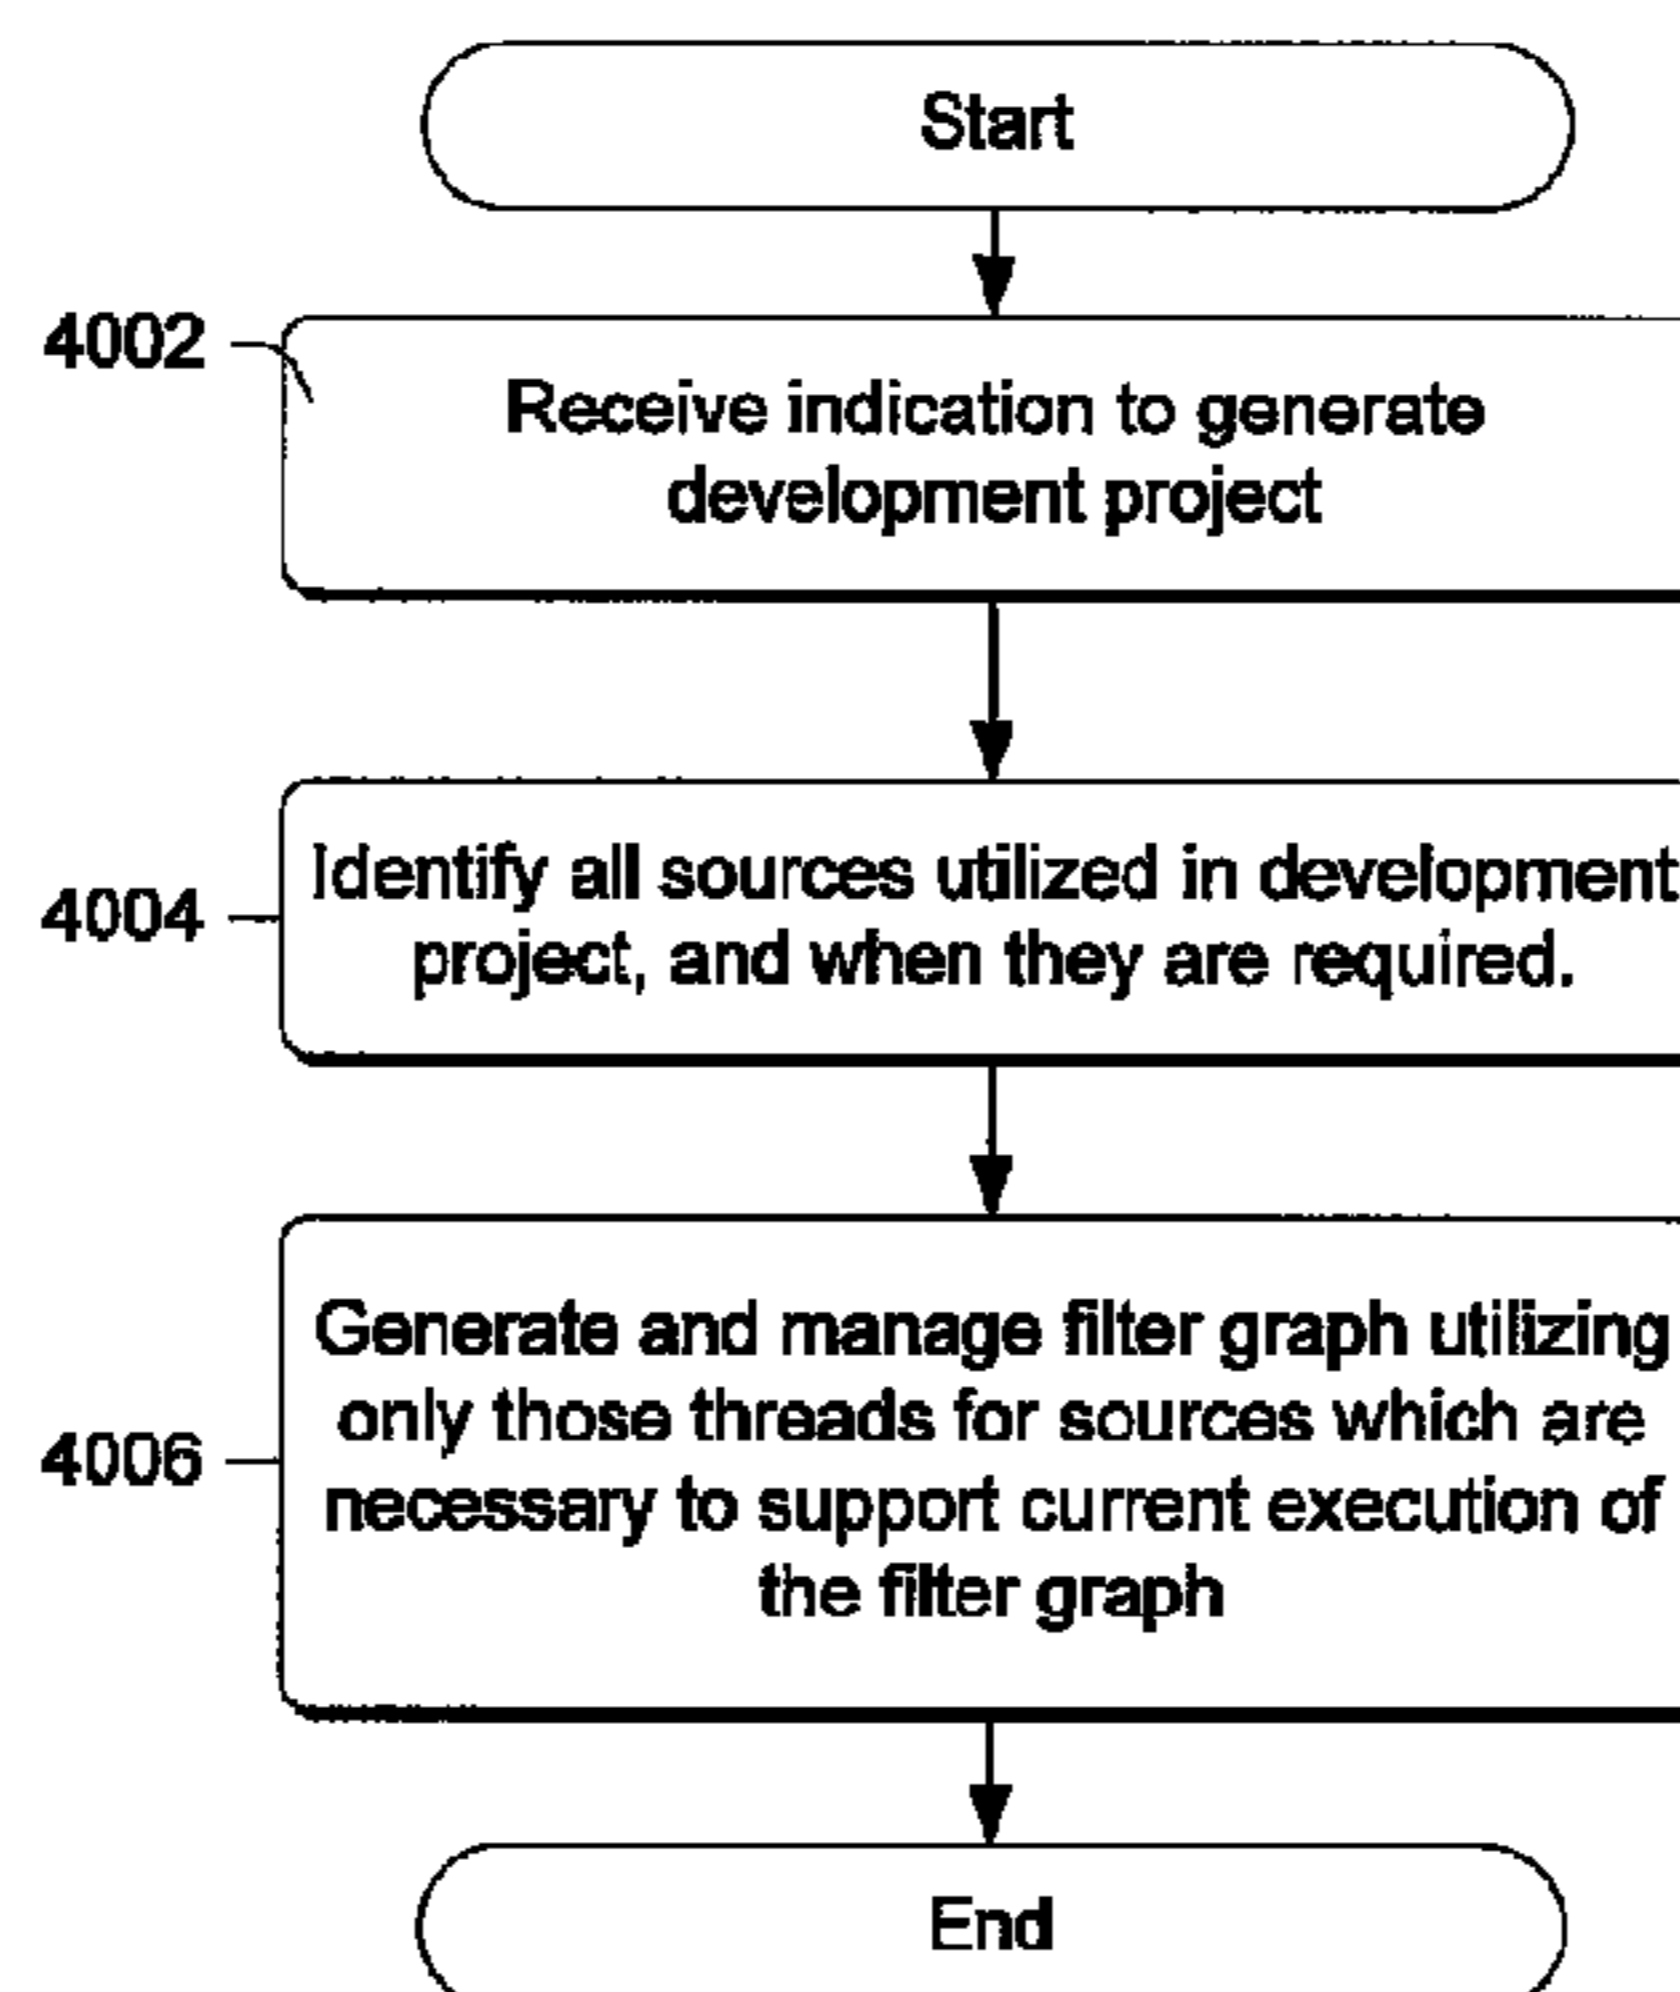 Start
4002
Receive indication to generate
development project
4004
Identify all sources utilized in development
project, and when they are required.
4006
Generate and manage filter graph utilizing
only those threads for sources which are
necessary to support current execution of
the filter graph
End